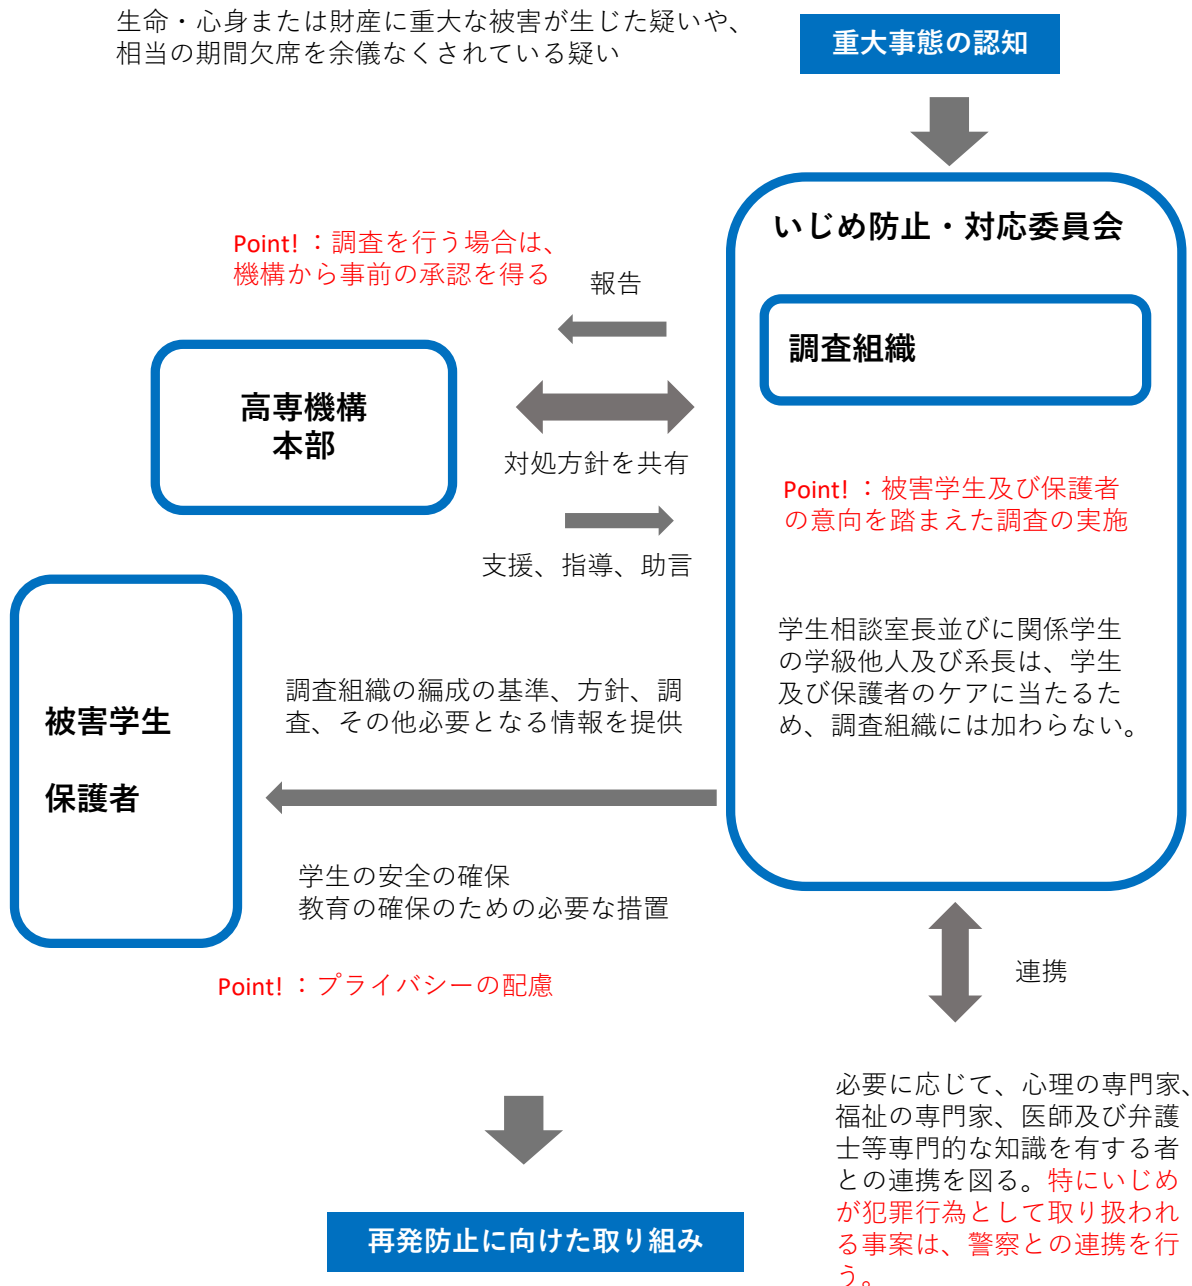 生命・心身または財産に重大な被害が生じた疑いや、
相当の期間欠席を余儀なくされている疑い
重大事態の認知
いじめ防止・対応委員会
Point!：調査を行う場合は、
機構から事前の承認を得る
報告
調査組織
高専機構
本部
対処方針を共有
Point!：被害学生及び保護者
の意向を踏まえた調査の実施
支援、指導、助言
学生相談室長並びに関係学生
の学級他人及び系長は、学生
及び保護者のケアに当たるた
め、調査組織には加わらない。
調査組織の編成の基準、方針、調
査、その他必要となる情報を提供
被害学生
保護者
学生の安全の確保
教育の確保のための必要な措置
Point!：プライバシーの配慮
連携
必要に応じて、心理の専門家、
福祉の専門家、医師及び弁護
士等専門的な知識を有する者
との連携を図る。特にいじめ
が犯罪行為として取り扱われ
る事案は、警察との連携を行
う。
再発防止に向けた取り組み